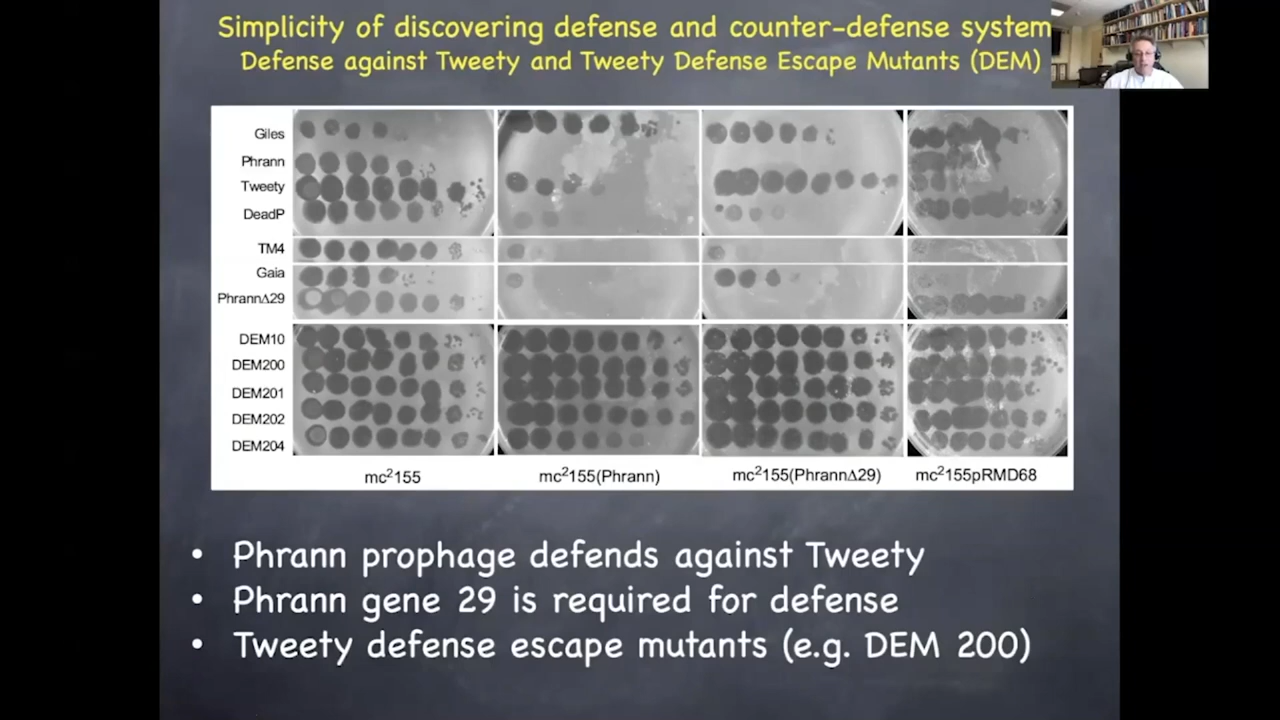 Simplicity of discovering defense and counter-defense system
Defense against Tweety and Tweety Defense Escape Mutants (DEM)
Giles
Phrann
Tweety
DeadP
TM4
Gaia
PhrannΔ29
DEM10
DEM200
DEM201
DEM202
DEM204
mc²155 mc²155(Phrann) mc²155(PhrannΔ29) mc²155pRMD68
• Phrann prophage defends against Tweety
• Phrann gene 29 is required for defense
• Tweety defense escape mutants (e.g. DEM 200)